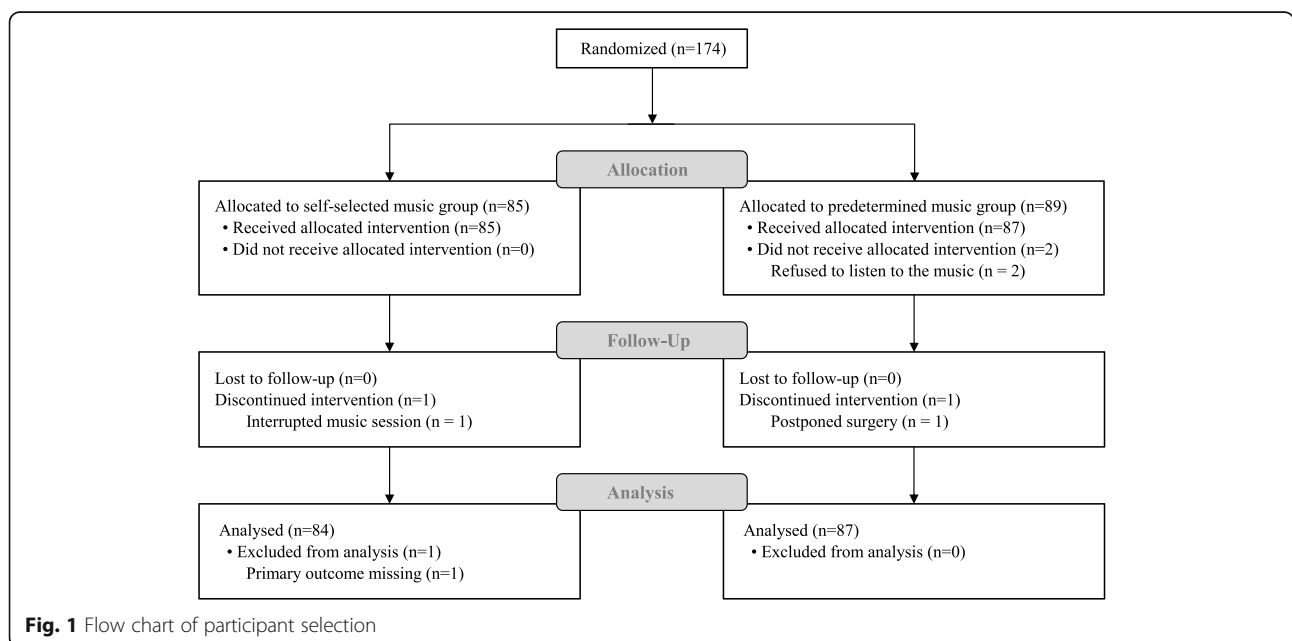 Randomized (n=174)
Allocation
Allocated to self-selected music group (n=85)
• Received allocated intervention (n=85)
• Did not receive allocated intervention (n=0)
Allocated to predetermined music group (n=89)
• Received allocated intervention (n=87)
• Did not receive allocated intervention (n=2)
Refused to listen to the music (n = 2)
Follow-Up
Lost to follow-up (n=0)
Discontinued intervention (n=1)
Interrupted music session (n = 1)
Lost to follow-up (n=0)
Discontinued intervention (n=1)
Postponed surgery (n = 1)
Analysis
Analysed (n=84)
• Excluded from analysis (n=1)
Primary outcome missing (n=1)
Analysed (n=87)
• Excluded from analysis (n=0)
Fig. 1 Flow chart of participant selection